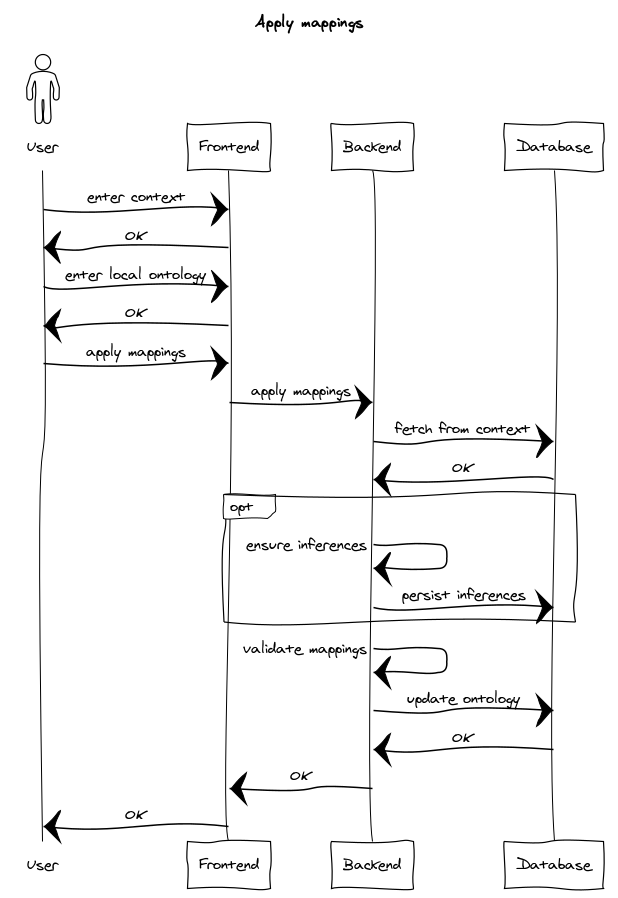 Apply mappings
User
Frontend
Backend
Database
enter context
OK
enter local ontology
OK
apply mappings
apply mappings
fetch from context
OK
opt
ensure inferences
persist inferences
validate mappings
update ontology
OK
OK
OK
User
Frontend
Backend
Database